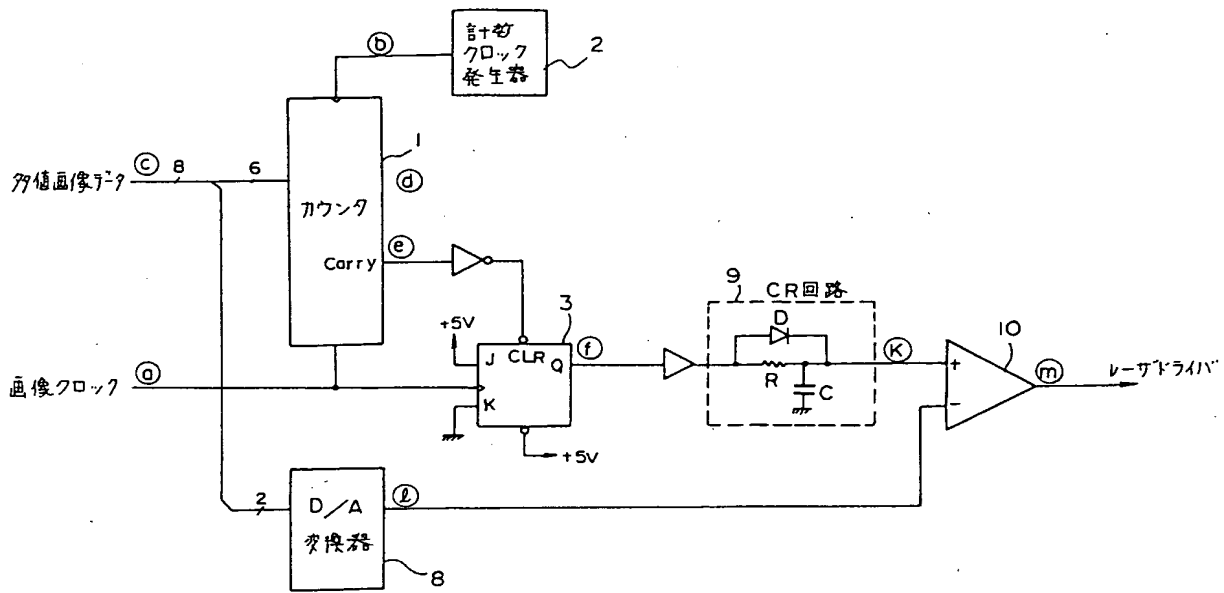 計数
クロック
発生器
2
ⓑ
1
ⓒ
8
6
多値画像データ
ⓓ
カウンタ
ⓔ
Carry
9
CR回路
D
3
+5V
J
CLR
Q
ⓕ
R
C
Ⓚ
10
+
−
ⓜ
レーザドライバ
画像クロック
ⓐ
K
+5V
2
D/A
変換器
ⓛ
8